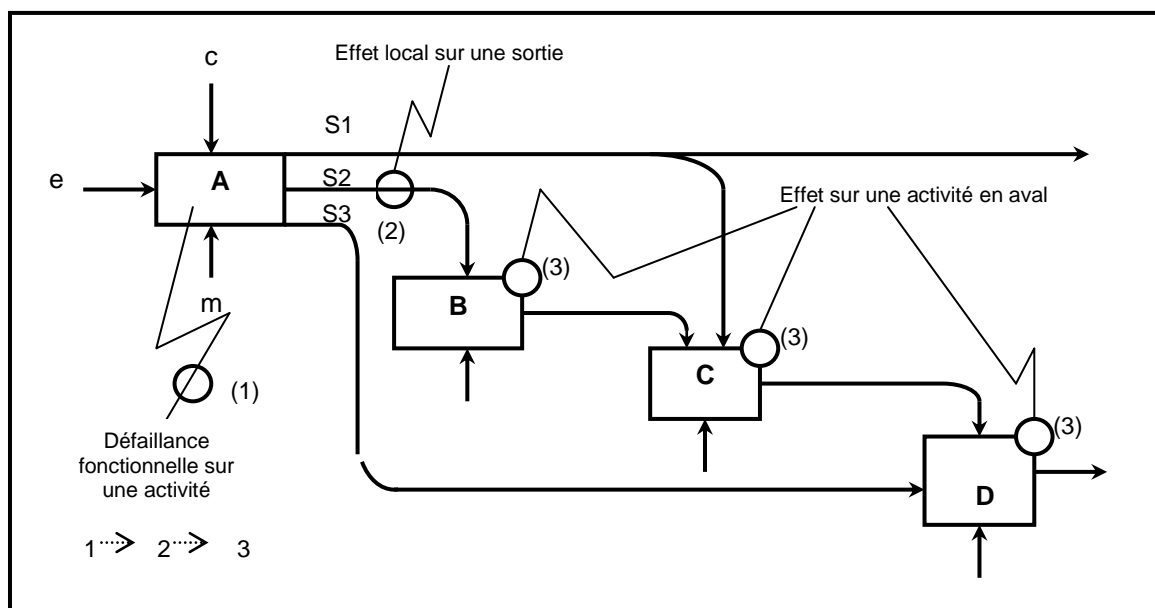 Effet local sur une sortie
c
S1
e
A
S2
Effet sur une activité en aval
S3
(2)
(3)
m
B
(3)
C
(1)
(3)
Défaillance
fonctionnelle sur
une activité
D
1 2 3